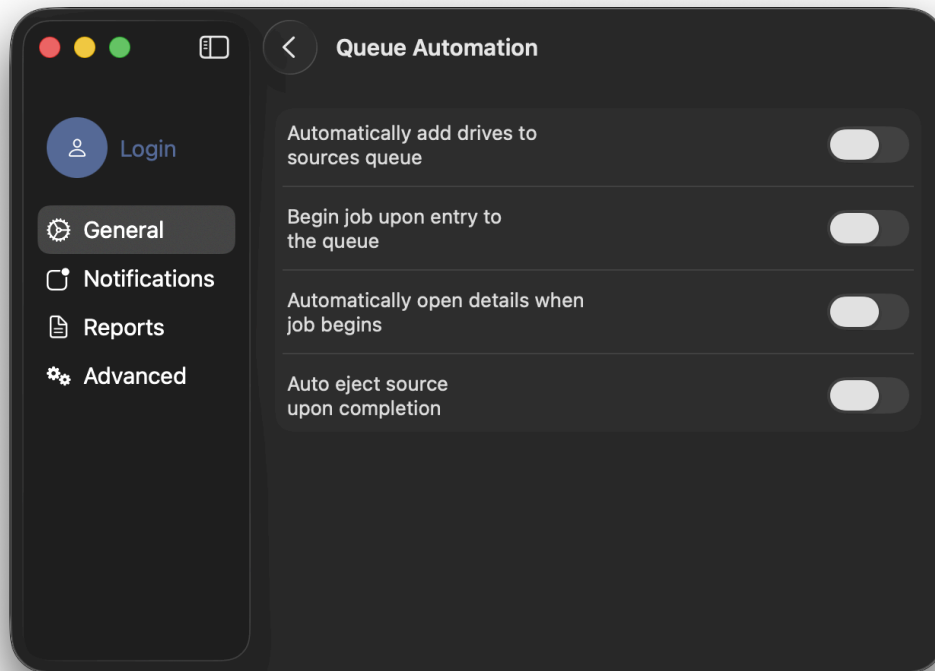 Queue Automation
Login
General
Notifications
Reports
Advanced
Automatically add drives to
sources queue
Begin job upon entry to
the queue
Automatically open details when
job begins
Auto eject source
upon completion